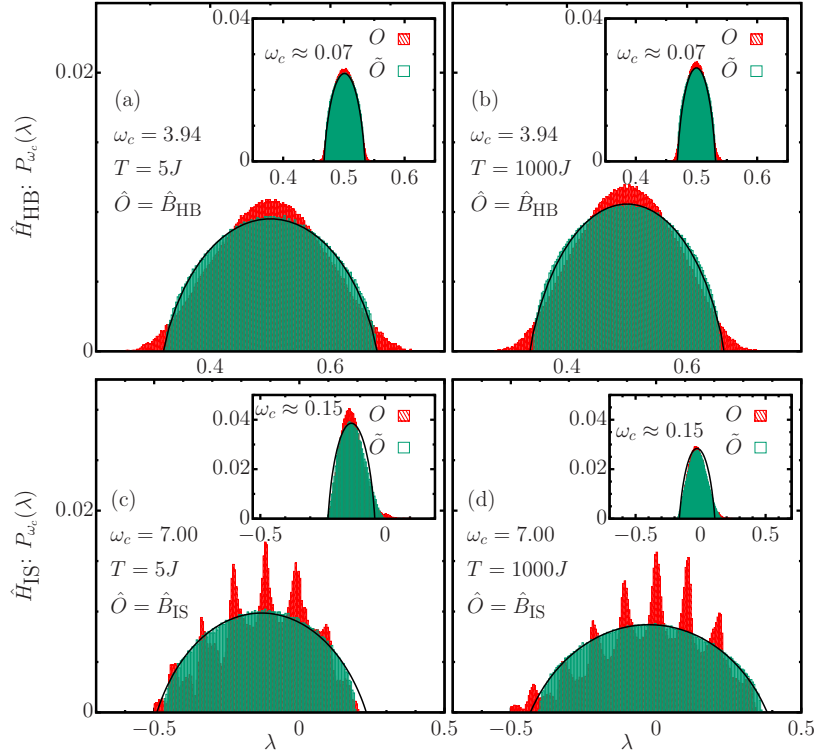 0.04
O
ω_c ≈ 0.07
Õ
0
0.4 0.5 0.6
0.02
(a)
ω_c = 3.94
T = 5J
Ô = B̂_HB
0
0.4 0.6
Ĥ_HB: P_{ω_c}(λ)
0.04
O
ω_c ≈ 0.07
Õ
0
0.4 0.5 0.6
(b)
ω_c = 3.94
T = 1000J
Ô = B̂_HB
0.4 0.6
ω_c ≈ 0.15
O
Õ
0.04
0.02
0
−0.5 0
0.02
(c)
ω_c = 7.00
T = 5J
Ô = B̂_IS
0
−0.5 0 0.5
λ
Ĥ_IS: P_{ω_c}(λ)
O
ω_c ≈ 0.15
Õ
0.04
0.02
0
−0.5 0 0.5
(d)
ω_c = 7.00
T = 1000J
Ô = B̂_IS
−0.5 0 0.5
λ